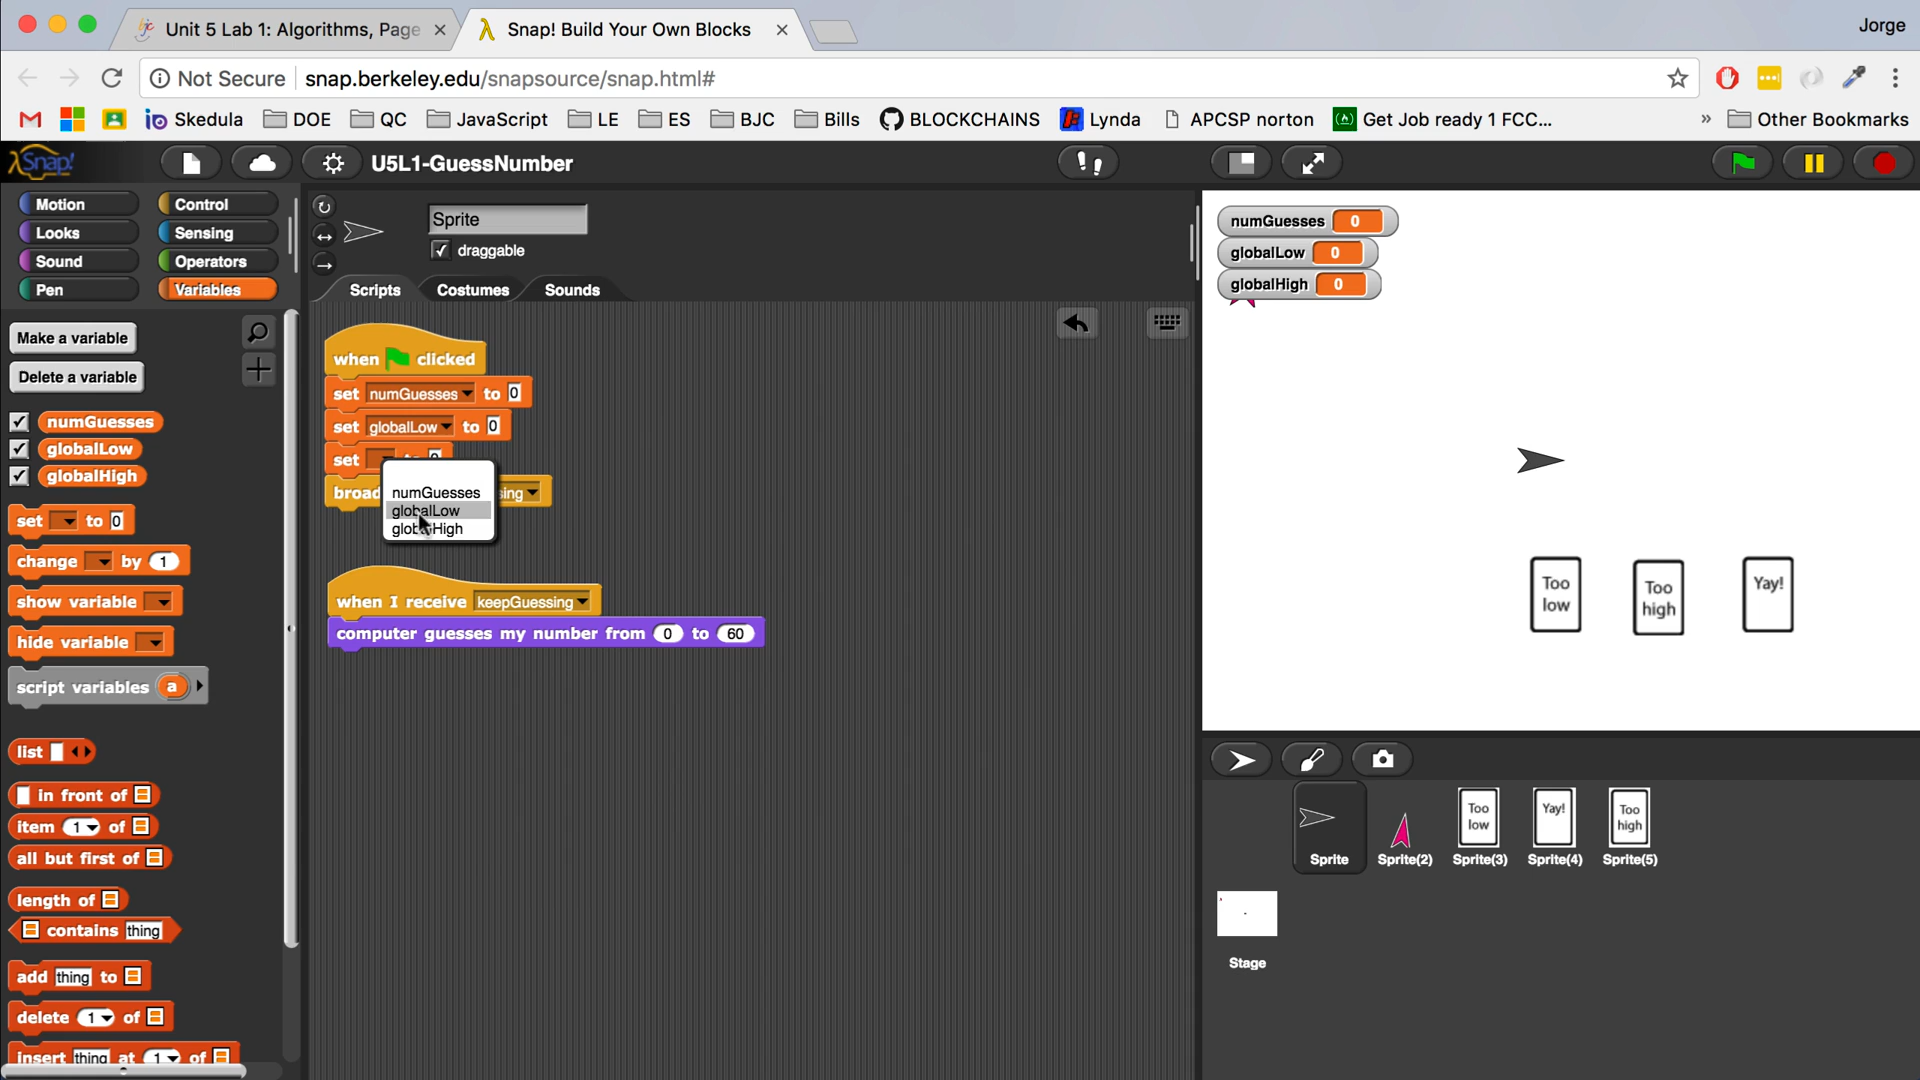 Unit 5 Lab 1: Algorithms, Page
Snap! Build Your Own Blocks
Jorge
Not Secure
snap.berkeley.edu/snapsource/snap.html#
Skedula
DOE
QC
JavaScript
LE
ES
BJC
Bills
BLOCKCHAINS
Lynda
APCSP norton
Get Job ready 1 FCC...
»
Other Bookmarks
Snap!
U5L1-GuessNumber
Motion
Control
Looks
Sensing
Sound
Operators
Pen
Variables
Make a variable
Delete a variable
numGuesses
globalLow
globalHigh
set to 0
change by 1
show variable
hide variable
script variables a
list
in front of
item 1 of
all but first of
length of
contains thing
add thing to
delete 1 of
insert thing at 1 of
Sprite
draggable
Scripts
Costumes
Sounds
when clicked
set numGuesses to 0
set globalLow to 0
set
broad
sing
numGuesses
globalLow
globalHigh
when I receive keepGuessing
computer guesses my number from 0 to 60
numGuesses 0
globalLow 0
globalHigh 0
Too
low
Too
high
Yay!
Sprite
Sprite(2)
Too
low
Sprite(3)
Yay!
Sprite(4)
Too
high
Sprite(5)
Stage